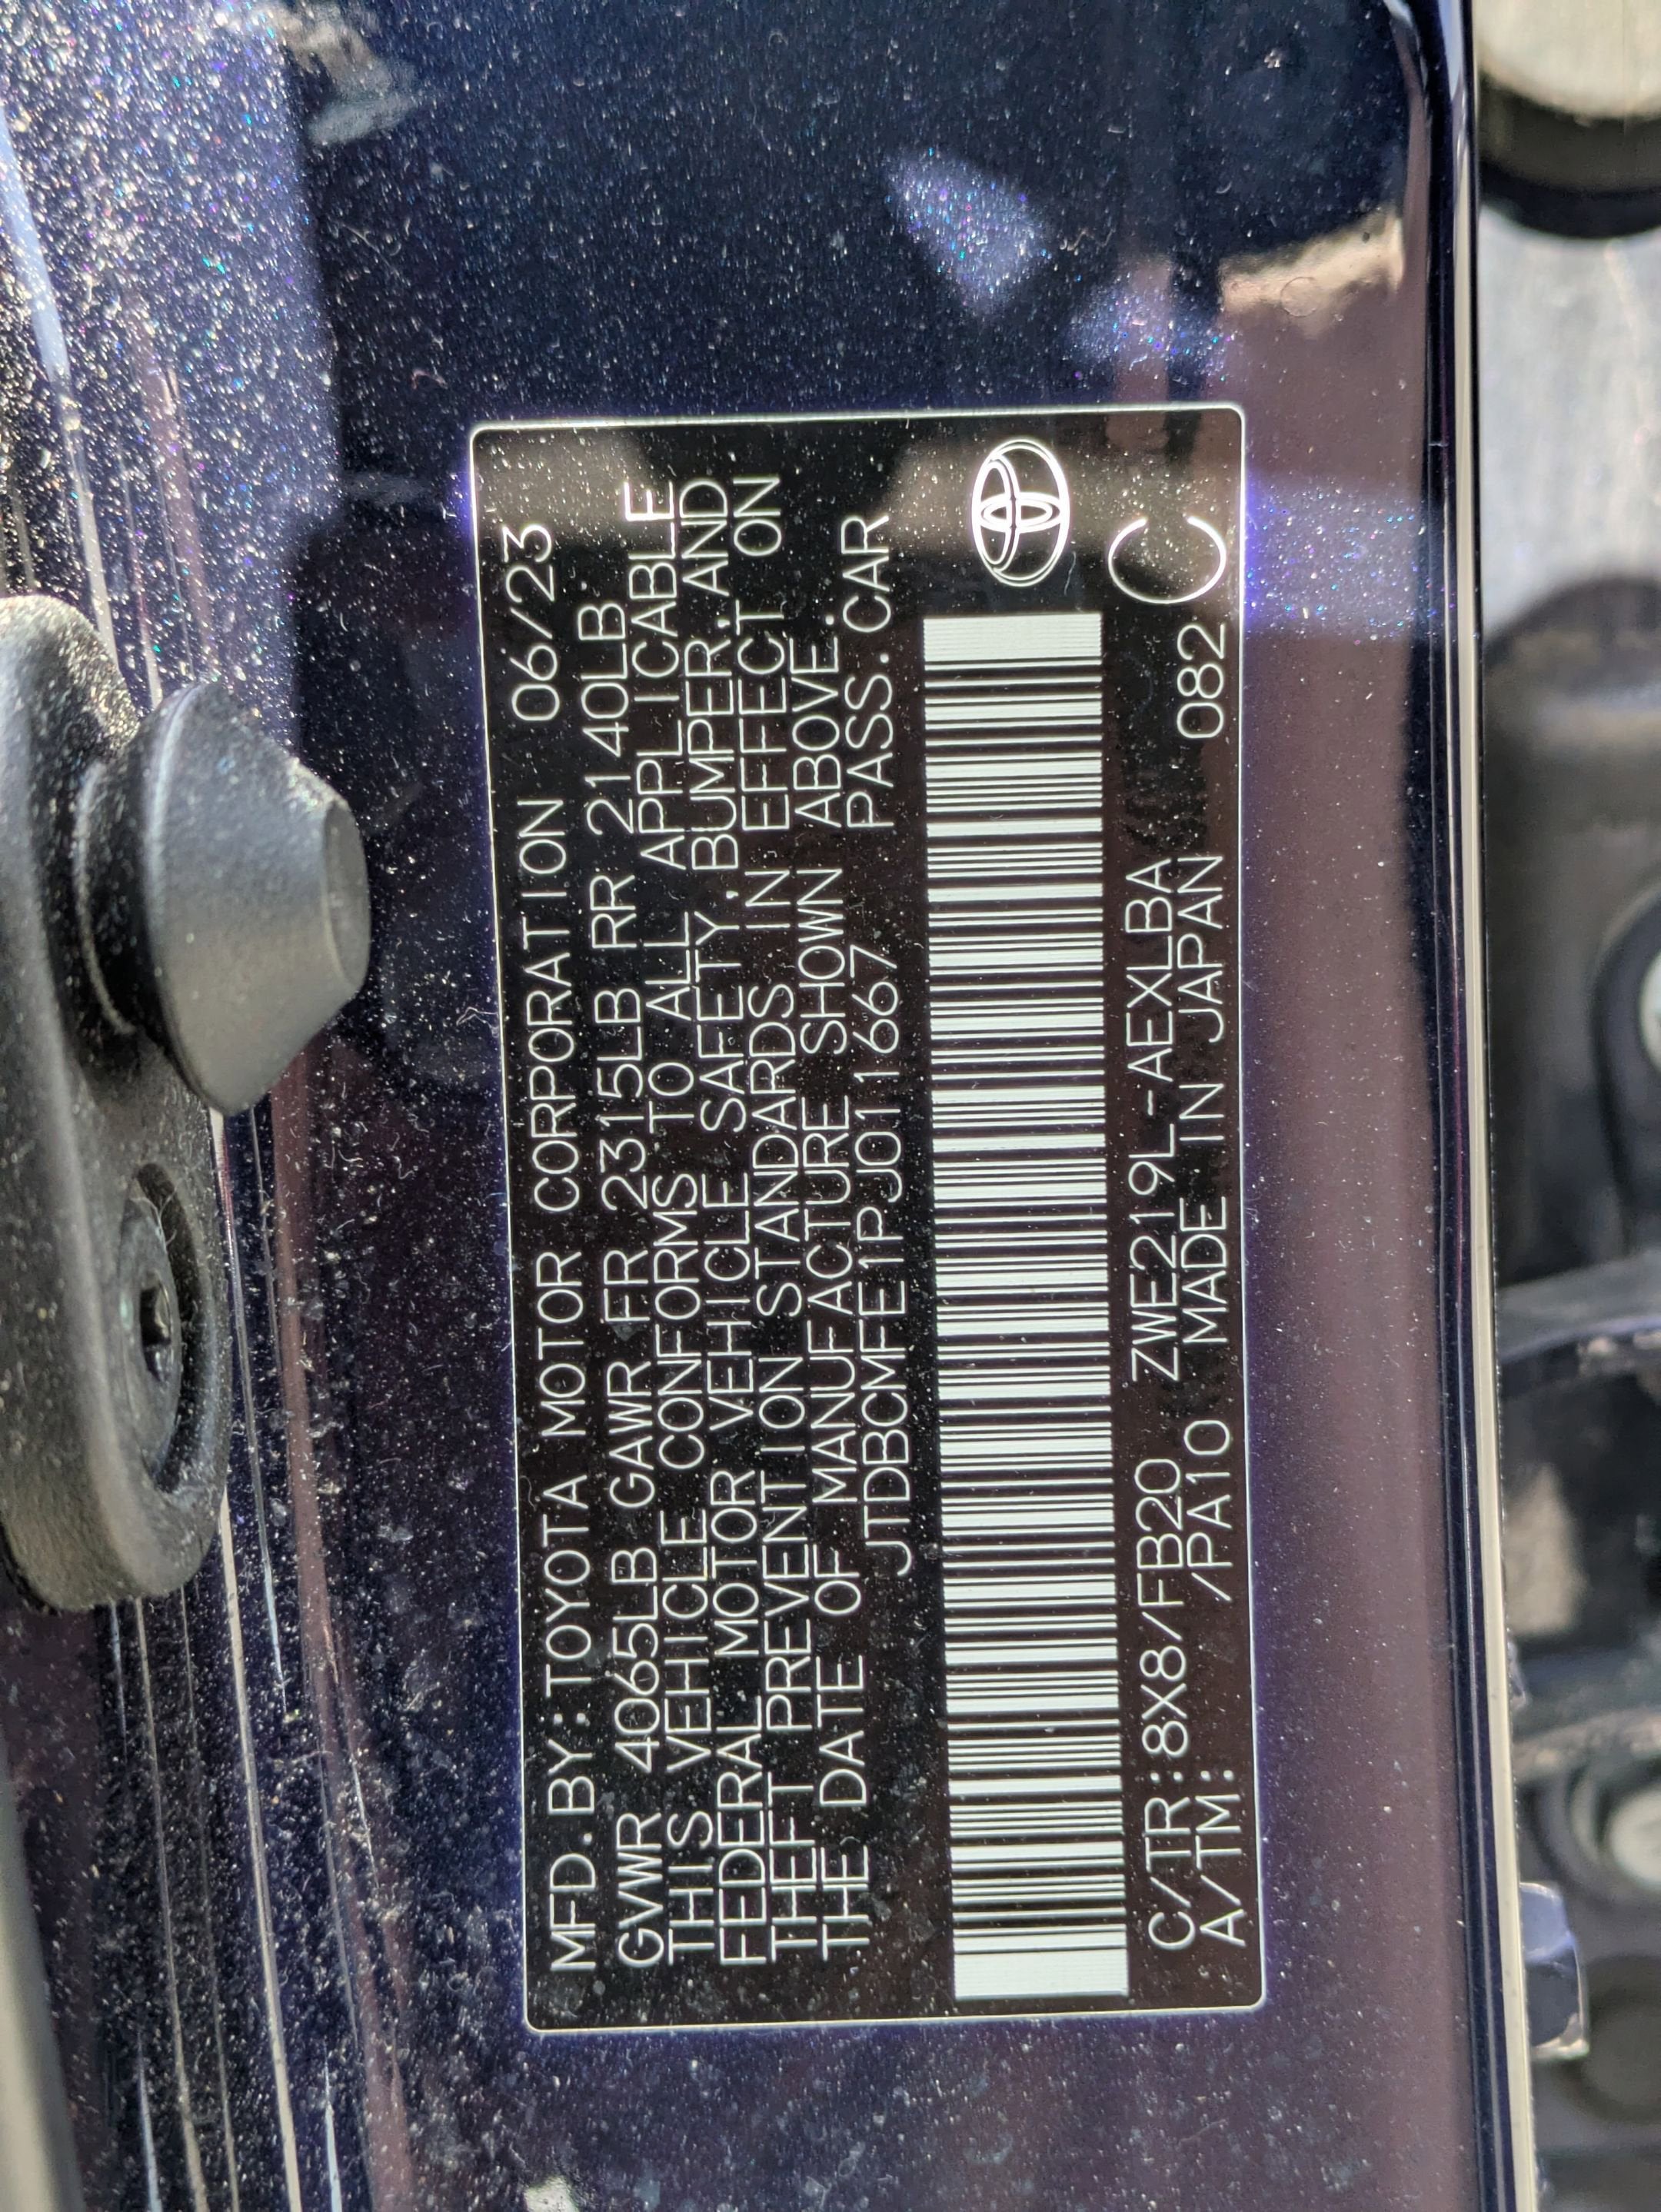 MFD.BY:TOYOTA MOTOR CORPORATION 06/23
GVWR 4065LB GAWR FR 2315LB RR 2140LB
THIS VEHICLE CONFORMS TO ALL APPLICABLE
FEDERAL MOTOR VEHICLE SAFETY,BUMPER,AND
THEFT PREVENTION STANDARDS IN EFFECT ON
THE DATE OF MANUFACTURE SHOWN ABOVE.
JTDBCMFE1PJ011667 PASS.CAR
C/TR:8X8/FB20 ZWE219L-AEXLBA C
A/TM: /PA10 MADE IN JAPAN 082